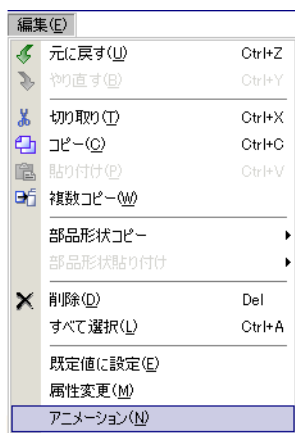 編集(E)
元に戻す(U) Ctrl+Z
やり直す(R) Ctrl+Y
切り取り(T) Ctrl+X
コピー(C) Ctrl+C
貼り付け(P) Ctrl+V
複数コピー(W)
部品形状コピー
部品形状貼り付け
削除(D) Del
すべて選択(L) Ctrl+A
既定値に設定(E)
属性変更(M)
アニメーション(N)